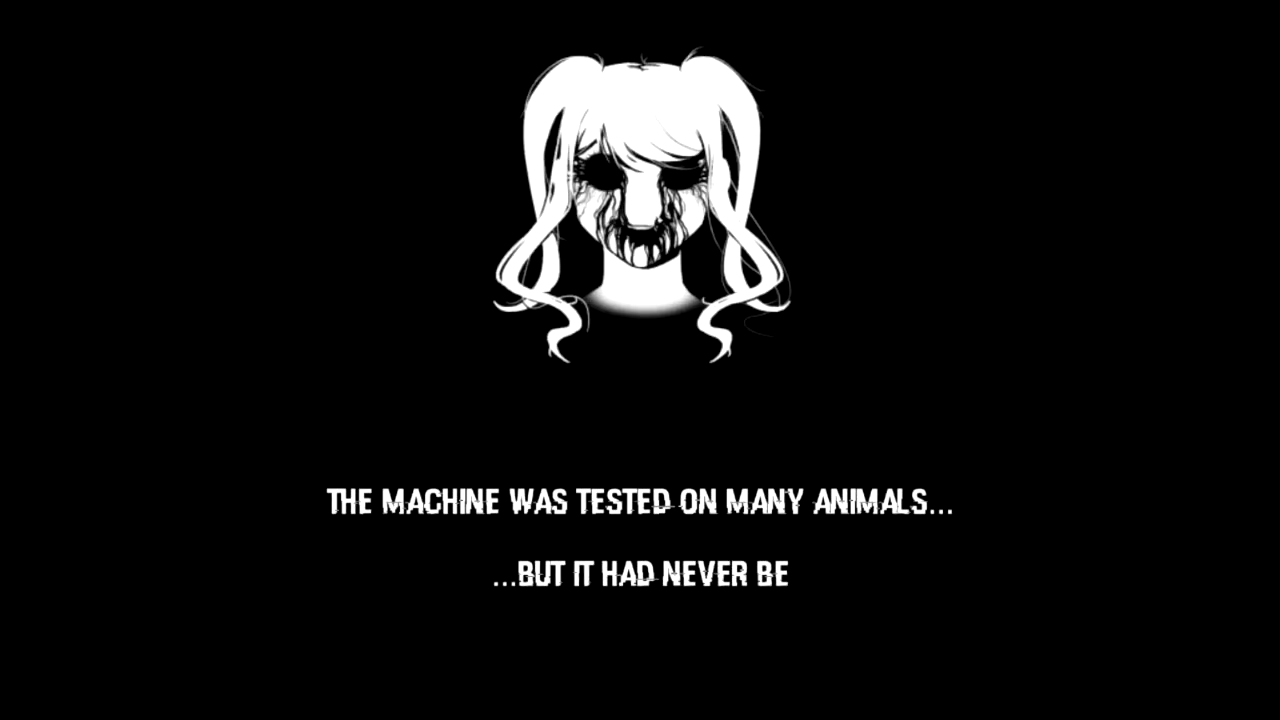 THE MACHINE WAS TESTED ON MANY ANIMALS...
...BUT IT HAD NEVER BE